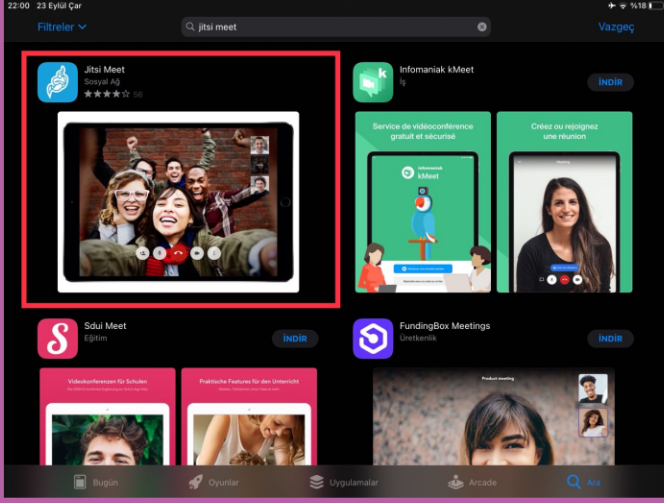 22:00 23 Eylül Çar
%18
Filtreler
jitsi meet
Vazgeç
Jitsi Meet
Sosyal Ağ
56
Infomaniak kMeet
İş
İNDİR
Service de vidéoconférence
gratuit et sécurisé
infomaniak
kMeet
Créez ou rejoignez
une réunion
Meeting
Sdui Meet
Eğitim
İNDİR
FundingBox Meetings
Üretkenlik
İNDİR
Videokonferenzen für Schulen
Praktische Features für den Unterricht
Product meeting
Bugün
Oyunlar
Uygulamalar
Arcade
Ara